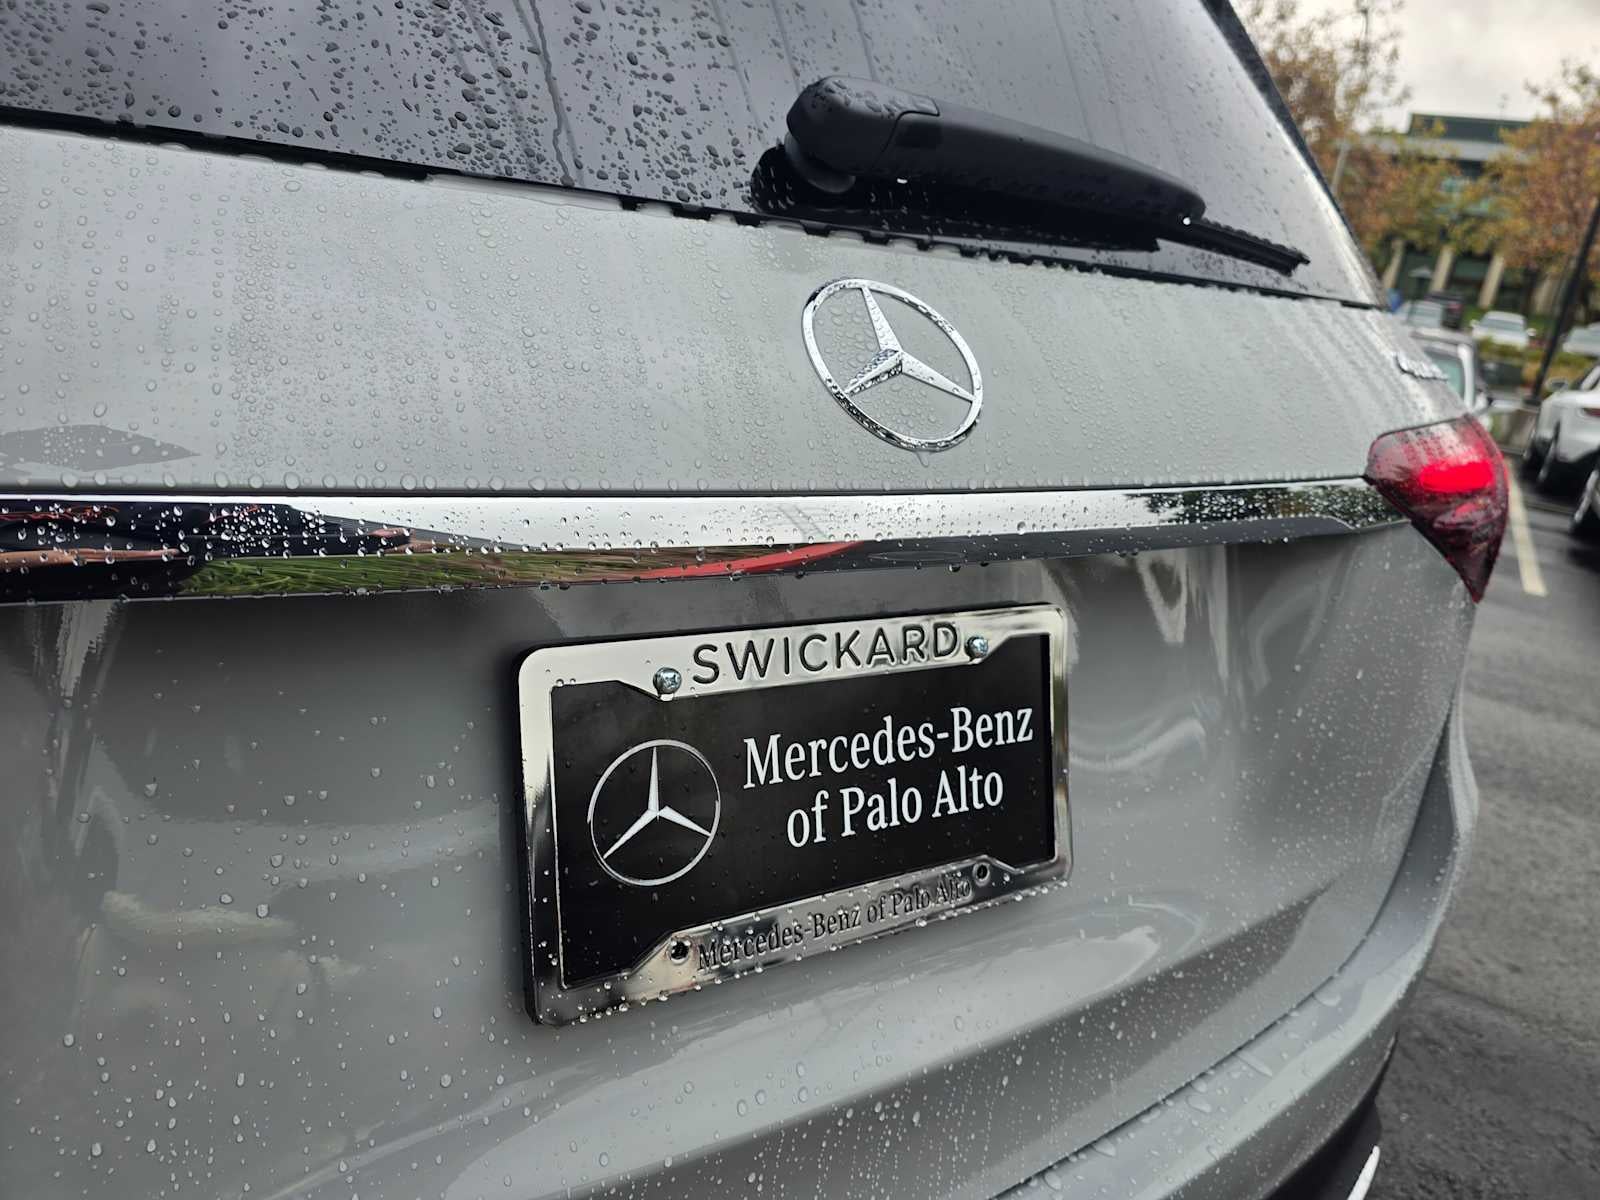 SWICKARD
Mercedes-Benz
of Palo Alto
Mercedes-Benz of Palo Alto